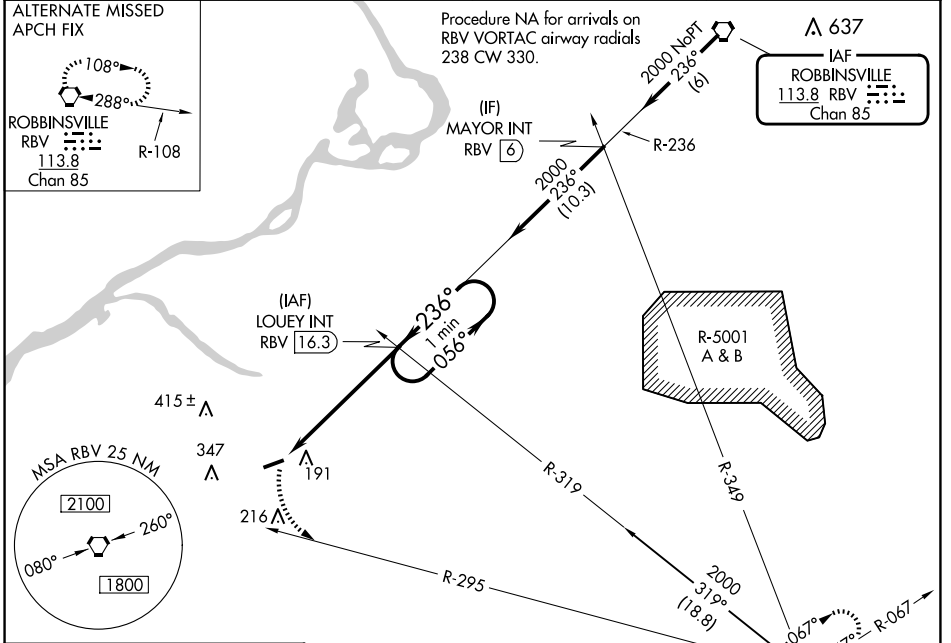 ALTERNATE MISSED
APCH FIX
108°
288°
ROBBINSVILLE
RBV
113.8
Chan 85
R-108
Procedure NA for arrivals on
RBV VORTAC airway radials
238 CW 330.
2000 NoPT
236°
(6)
637
IAF
ROBBINSVILLE
113.8 RBV
Chan 85
(IF)
MAYOR INT
RBV 6
R-236
2000
236°
(10.3)
(IAF)
LOUEY INT
RBV 16.3
236°
1 min
056°
R-5001
A & B
415 ±
347
191
216
MSA RBV 25 NM
2100
260°
080°
1800
R-319
R-349
R-295
2000
319°
(18.8)
067°
R-067